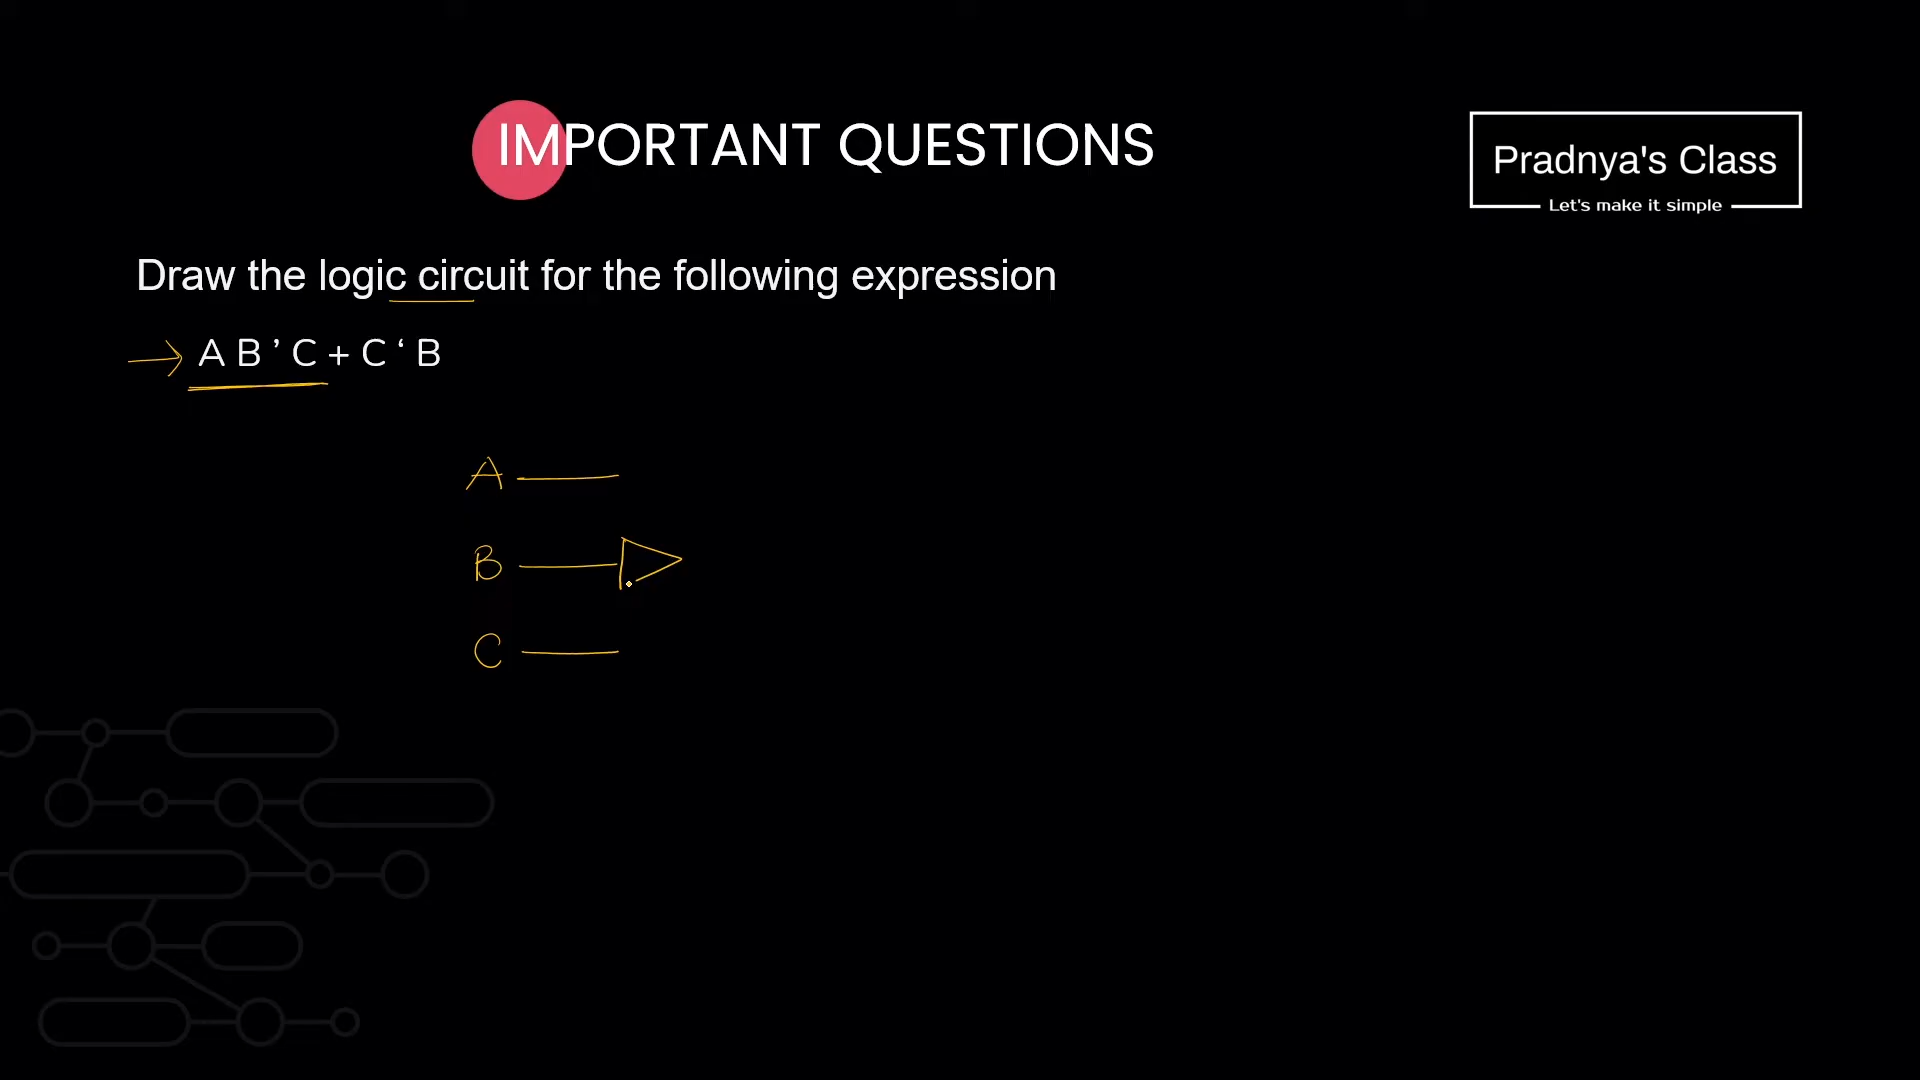 IMPORTANT QUESTIONS
Pradnya's Class
Let's make it simple
Draw the logic circuit for the following expression
A B ’ C + C ‘ B
A
B
C